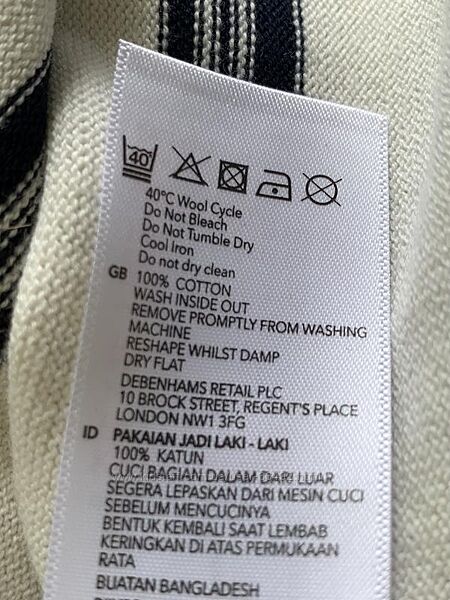 40
40°C Wool Cycle
Do Not Bleach
Do Not Tumble Dry
Cool Iron
Do not dry clean
GB 100% COTTON
WASH INSIDE OUT
REMOVE PROMPTLY FROM WASHING
MACHINE
RESHAPE WHILST DAMP
DRY FLAT
DEBENHAMS RETAIL PLC
10 BROCK STREET, REGENT'S PLACE
LONDON NW1 3FG
ID PAKAIAN JADI LAKI - LAKI
100% KATUN
CUCI BAGIAN DALAM DARI LUAR
SEGERA LEPASKAN DARI MESIN CUCI
SEBELUM MENCUCINYA
BENTUK KEMBALI SAAT LEMBAB
KERINGKAN DI ATAS PERMUKAAN
RATA
BUATAN BANGLADESH